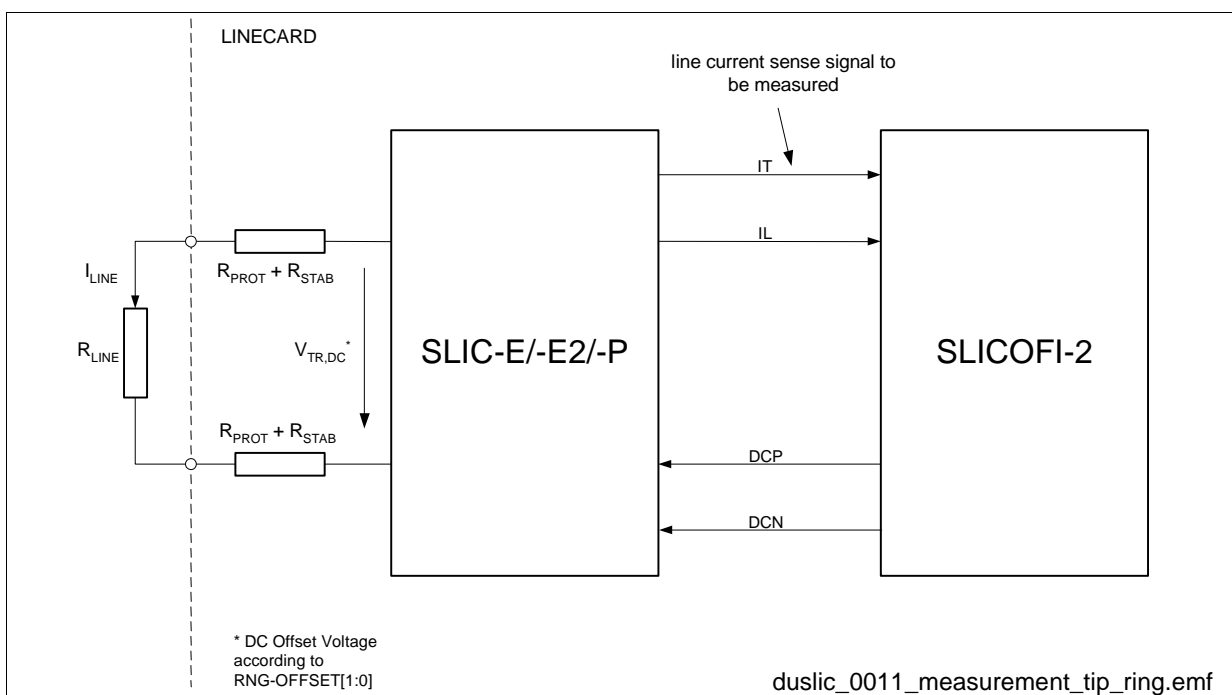 LINECARD
line current sense signal to
be measured
IT
IL
I_LINE
R_PROT + R_STAB
R_LINE
V_TR,DC*
SLIC-E/-E2/-P
SLICOFI-2
R_PROT + R_STAB
DCP
DCN
* DC Offset Voltage
according to
RNG-OFFSET[1:0]
duslic_0011_measurement_tip_ring.emf